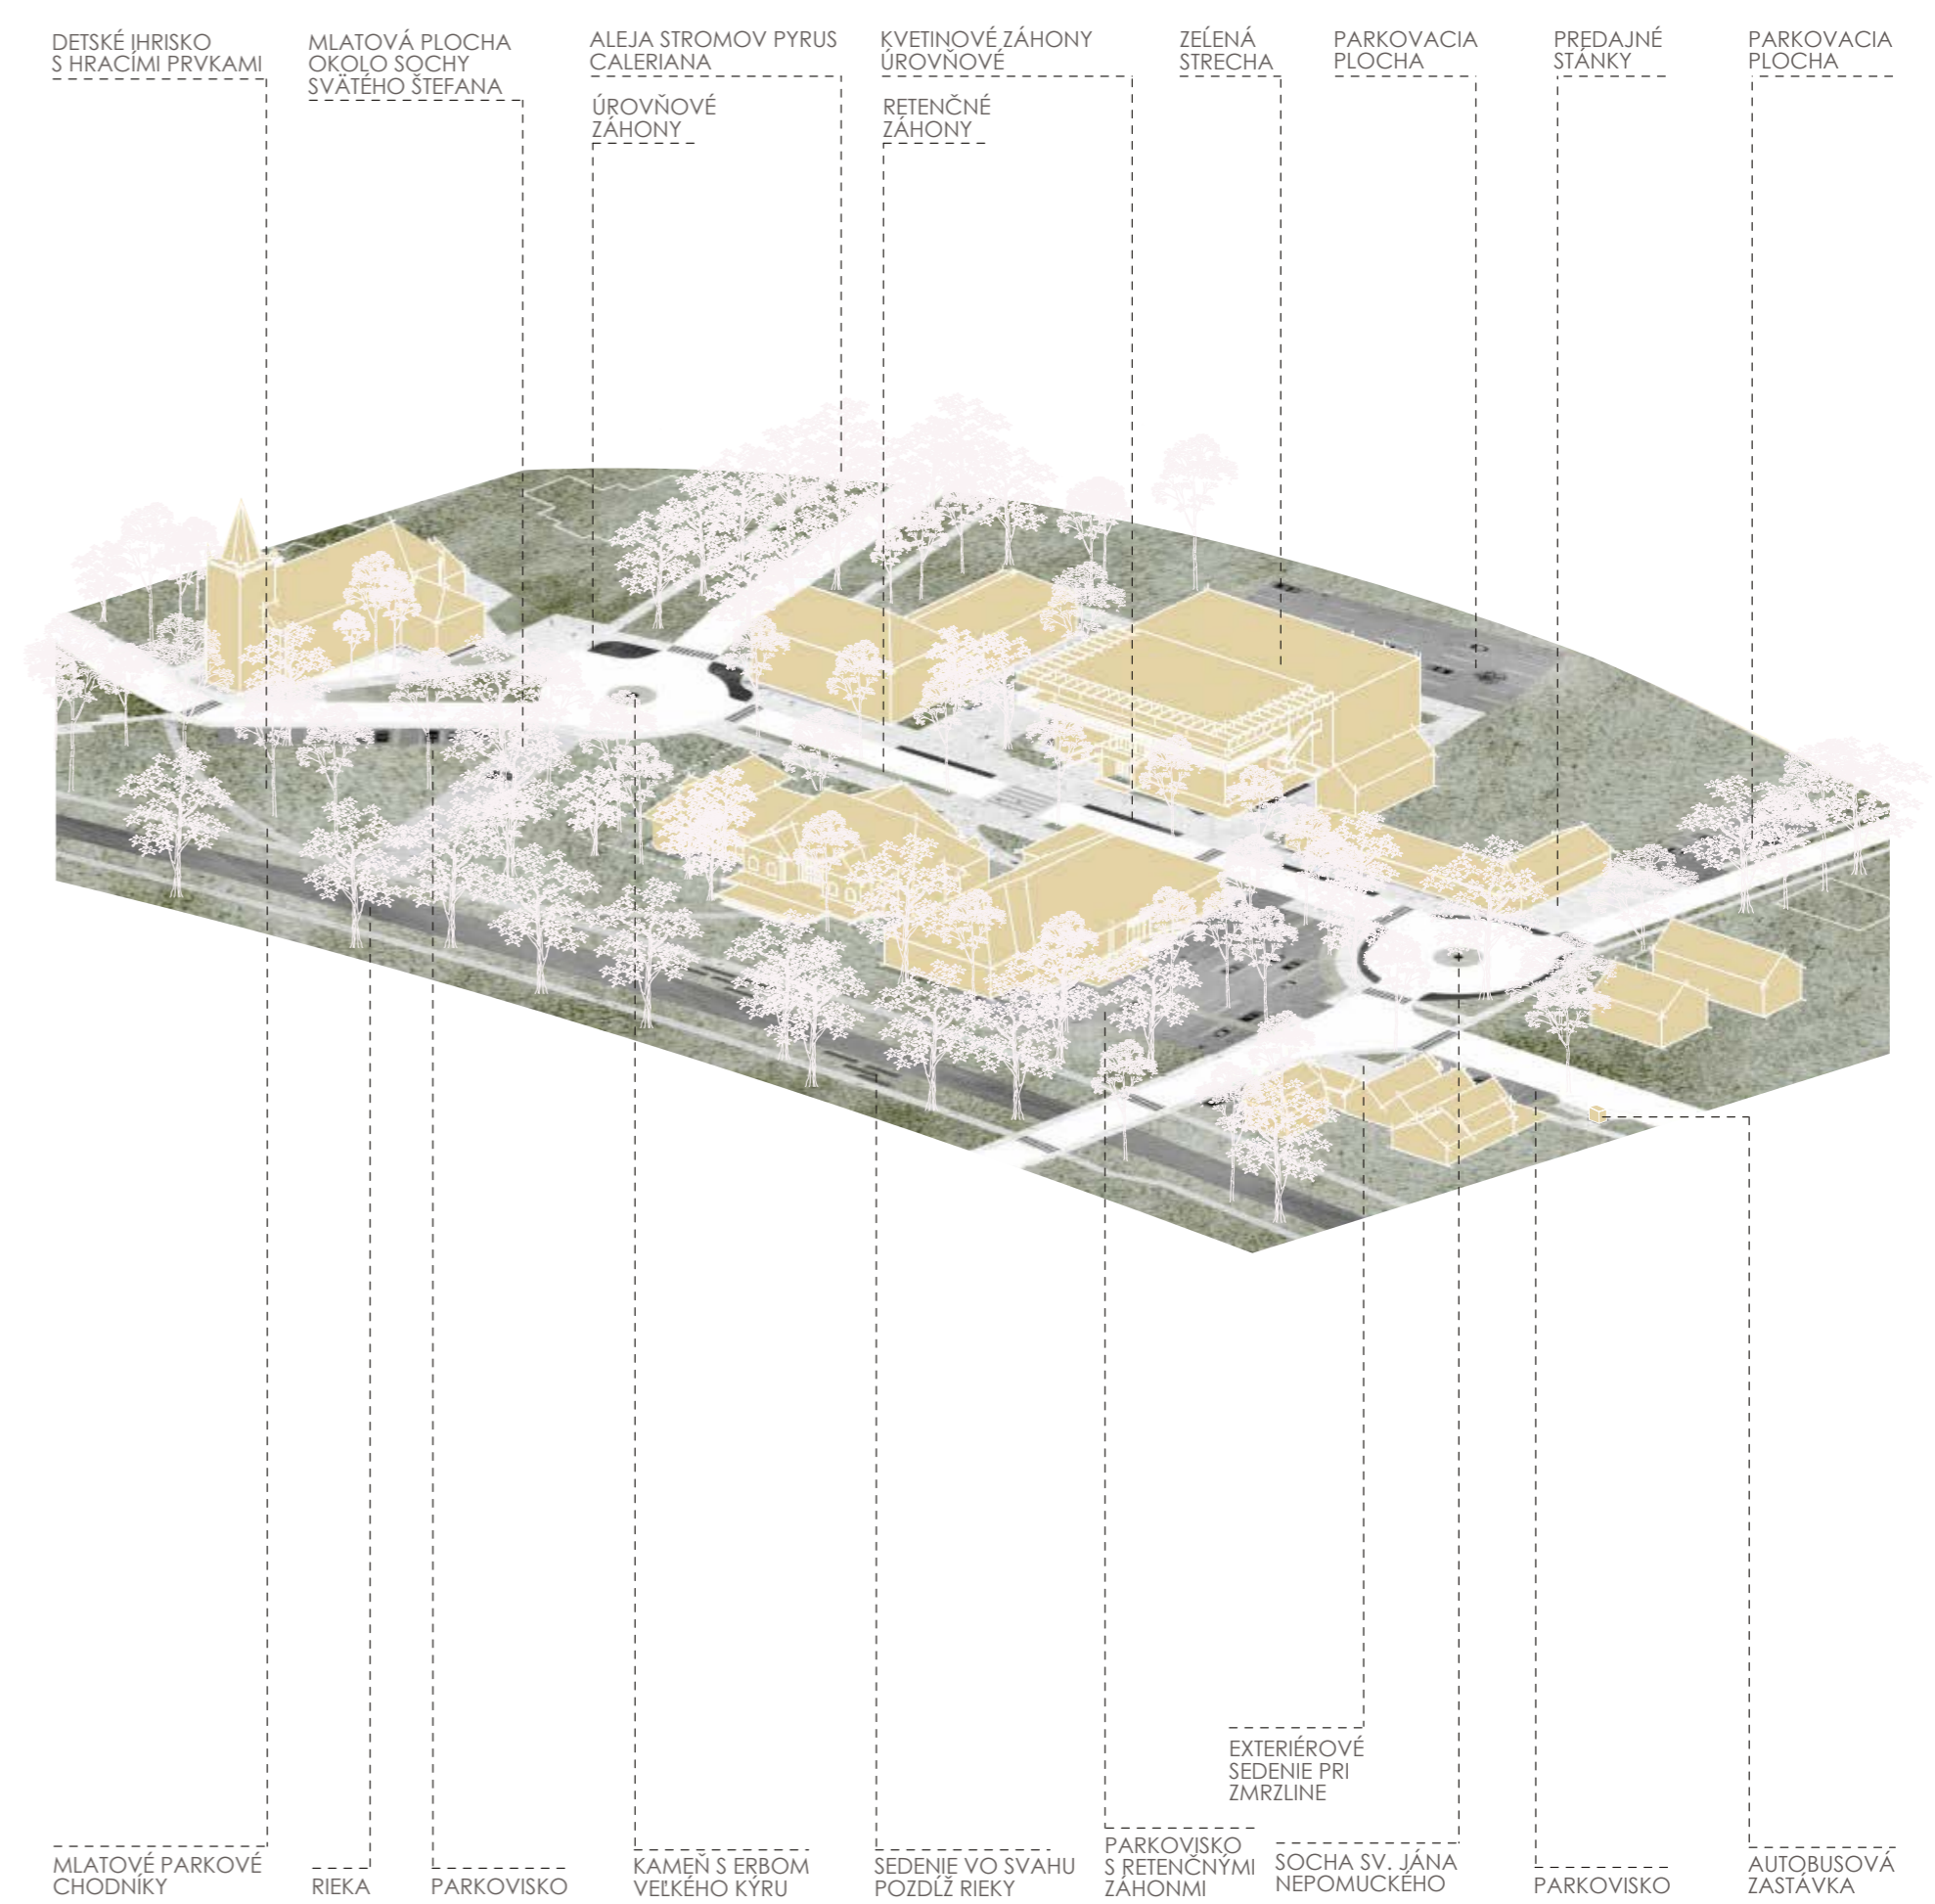 DETSKÉ IHRISKO
S HRACÍMI PRVKAMI
MLATOVÁ PLOCHA
OKOLO SOCHY
SVÄTÉHO ŠTEFANA
ALEJA STROMOV PYRUS
CALERIANA
ÚROVŇOVÉ
ZÁHONY
KVETINOVÉ ZÁHONY
ÚROVŇOVÉ
RETENČNÉ
ZÁHONY
ZEĹENÁ
STRECHA
PARKOVACIA
PLOCHA
PREDAJNÉ
STÁNKY
PARKOVACIA
PLOCHA
EXTERIÉROVÉ
SEDENIE PRI
ZMRZLINE
MLATOVÉ PARKOVÉ
CHODNÍKY
RIEKA
PARKOVISKO
KAMEŇ S ERBOM
VEĽKÉHO KÝRU
SEDENIE VO SVAHU
POZDĹŽ RIEKY
PARKOVISKO
S RETENČNÝMI
ZÁHONMI
SOCHA SV. JÁNA
NEPOMUCKÉHO
PARKOVISKO
AUTOBUSOVÁ
ZASTÁVKA